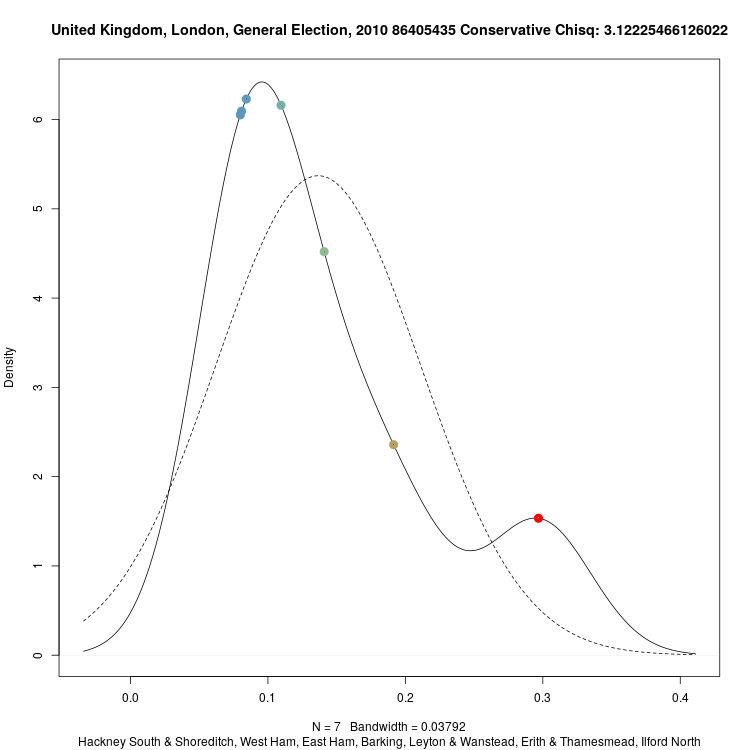 United Kingdom, London, General Election, 2010 86405435 Conservative Chisq: 3.12225466126022
6
5
4
3
2
1
0
Density
0.0 0.1 0.2 0.3 0.4
N = 7 Bandwidth = 0.03792
Hackney South & Shoreditch, West Ham, East Ham, Barking, Leyton & Wanstead, Erith & Thamesmead, Ilford North